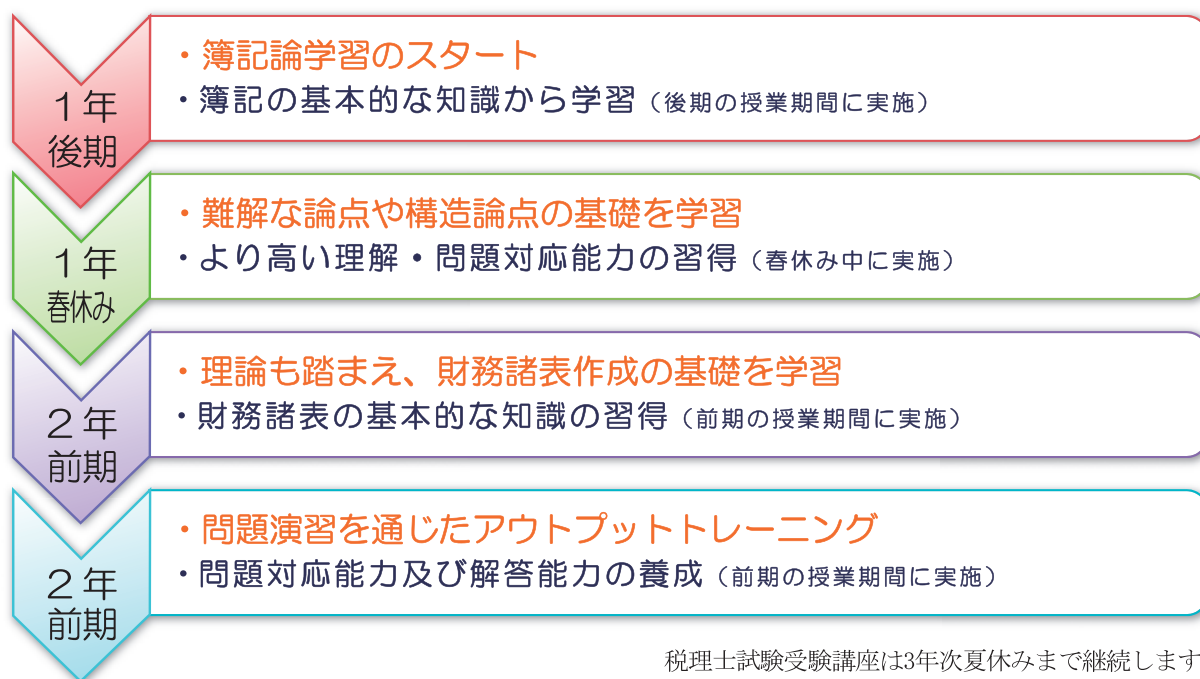 1年
後期
・簿記論学習のスタート
・簿記の基本的な知識から学習（後期の授業期間に実施）
1年
春休み
・難解な論点や構造論点の基礎を学習
・より高い理解・問題対応能力の習得（春休み中に実施）
2年
前期
・理論も踏まえ、財務諸表作成の基礎を学習
・財務諸表の基本的な知識の習得（前期の授業期間に実施）
2年
前期
・問題演習を通じたアウトプットトレーニング
・問題対応能力及び解答能力の養成（前期の授業期間に実施）
税理士試験受験講座は3年次夏休みまで継続します